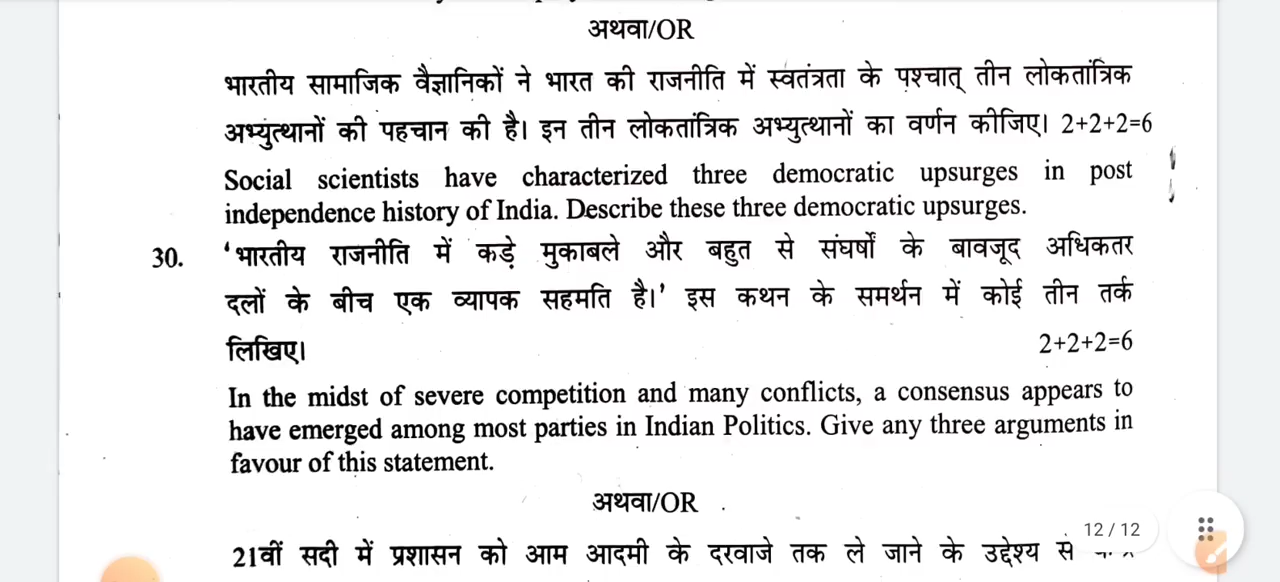 अथवा/OR
भारतीय सामाजिक वैज्ञानिकों ने भारत की राजनीति में स्वतंत्रता के पश्चात् तीन लोकतांत्रिक
अभ्युत्थानों की पहचान की है। इन तीन लोकतांत्रिक अभ्युत्थानों का वर्णन कीजिए। 2+2+2=6
Social scientists have characterized three democratic upsurges in post
independence history of India. Describe these three democratic upsurges.
30. 'भारतीय राजनीति में कड़े मुकाबले और बहुत से संघर्षों के बावजूद अधिकतर
दलों के बीच एक व्यापक सहमति है।' इस कथन के समर्थन में कोई तीन तर्क
लिखिए। 2+2+2=6
In the midst of severe competition and many conflicts, a consensus appears to
have emerged among most parties in Indian Politics. Give any three arguments in
favour of this statement.
अथवा/OR
12 / 12
21वीं सदी में प्रशासन को आम आदमी के दरवाजे तक ले जाने के उद्देश्य से